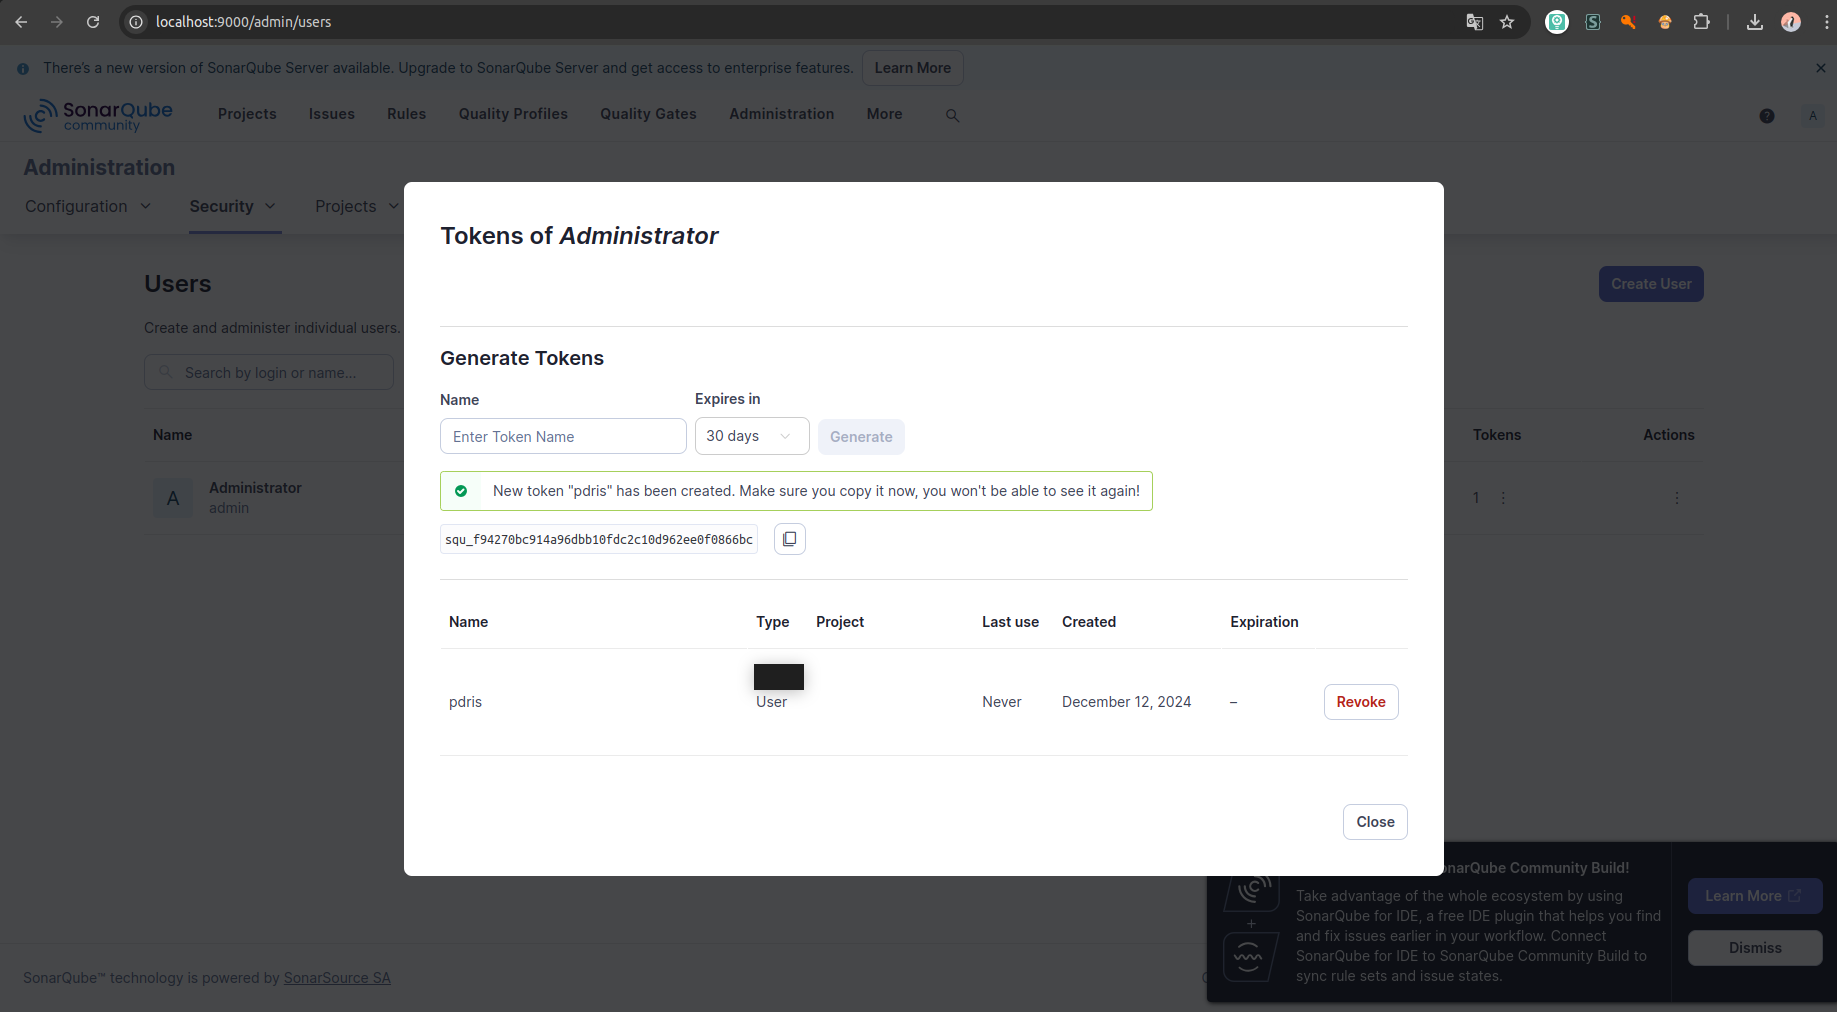 localhost:9000/admin/users
There's a new version of SonarQube Server available. Upgrade to SonarQube Server and get access to enterprise features. Learn More
SonarQube community Projects Issues Rules Quality Profiles Quality Gates Administration More ? A
Administration
Configuration Security Projects
Tokens of Administrator
Users
Create User
Create and administer individual users.
Generate Tokens
Search by login or name...
Name Expires in
Enter Token Name 30 days Generate
Name Tokens Actions
New token "pdris" has been created. Make sure you copy it now, you won't be able to see it again!
A Administrator 1
admin
squ_f94270bc914a96dbb10fdc2c10d962ee0f0866bc
Name Type Project Last use Created Expiration
pdris User Never December 12, 2024 – Revoke
Close
SonarQube Community Build!
Take advantage of the whole ecosystem by using
SonarQube for IDE, a free IDE plugin that helps you find
and fix issues earlier in your workflow. Connect
SonarQube for IDE to SonarQube Community Build to
sync rule sets and issue states.
Learn More
Dismiss
SonarQube™ technology is powered by SonarSource SA